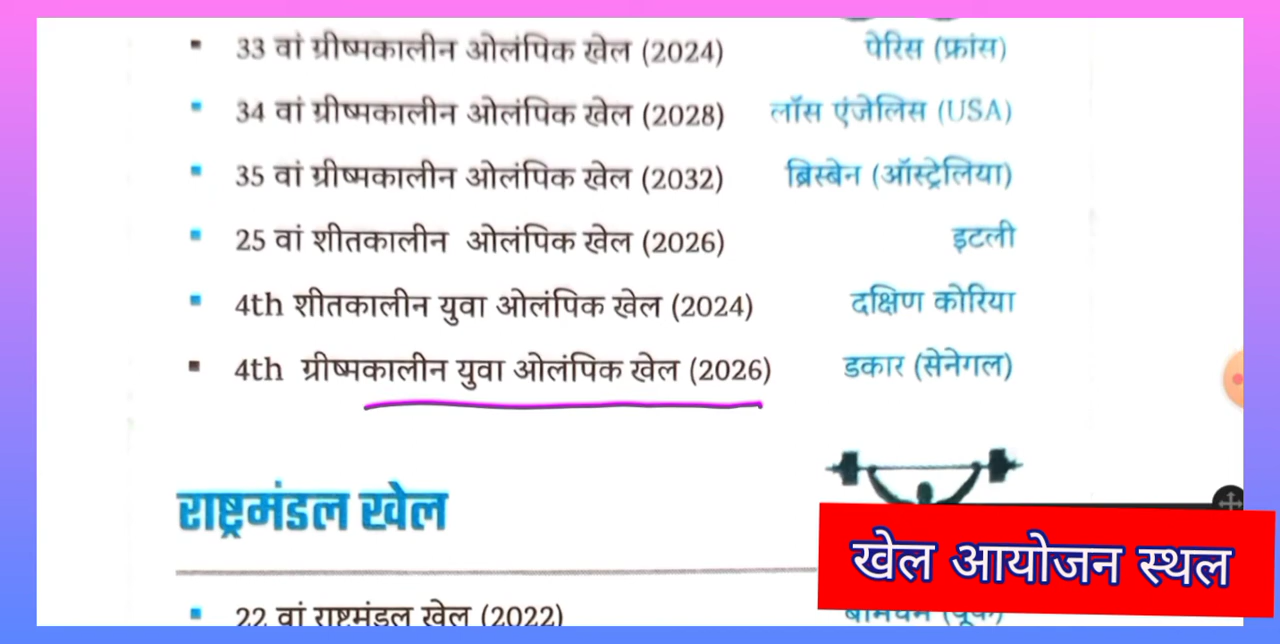 33 वां ग्रीष्मकालीन ओलंपिक खेल (2024) पेरिस (फ्रांस)
34 वां ग्रीष्मकालीन ओलंपिक खेल (2028) लॉस एंजेलिस (USA)
35 वां ग्रीष्मकालीन ओलंपिक खेल (2032) ब्रिस्बेन (ऑस्ट्रेलिया)
25 वां शीतकालीन ओलंपिक खेल (2026) इटली
4th शीतकालीन युवा ओलंपिक खेल (2024) दक्षिण कोरिया
4th ग्रीष्मकालीन युवा ओलंपिक खेल (2026) डकार (सेनेगल)
राष्ट्रमंडल खेल
खेल आयोजन स्थल
22 वां राष्ट्रमंडल खेल (2022)